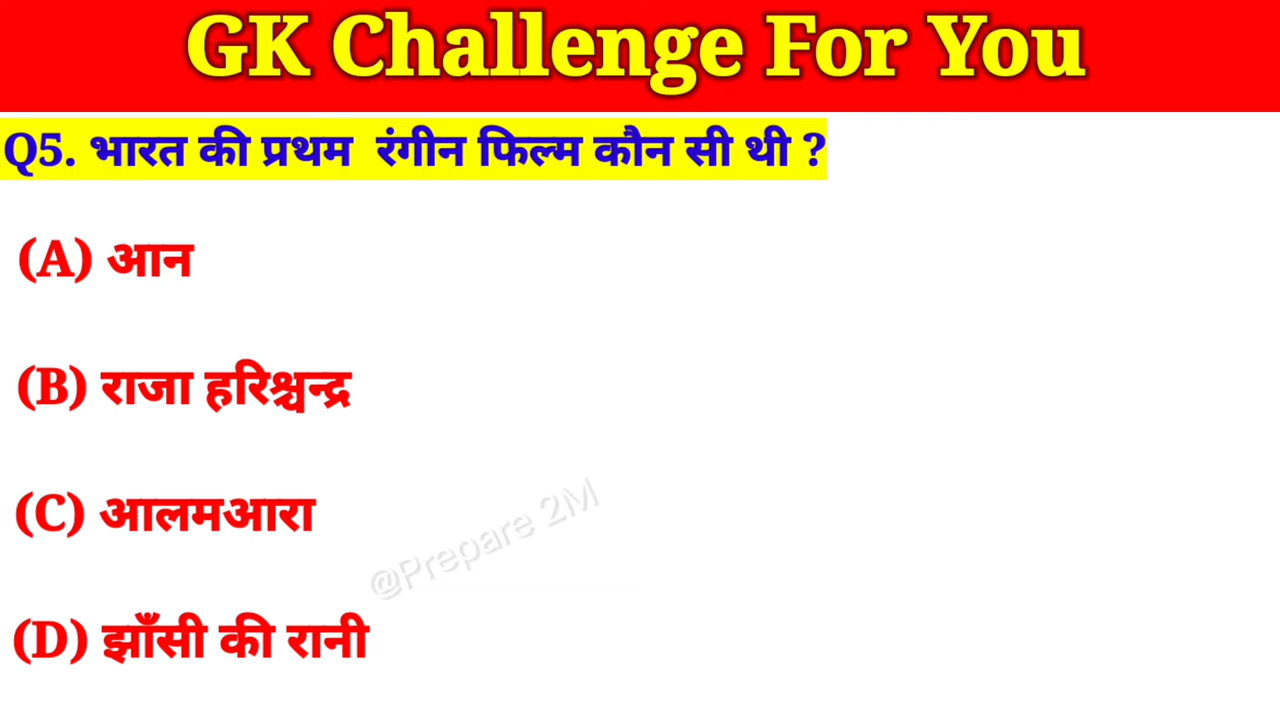 GK Challenge For You
Q5. भारत की प्रथम रंगीन फिल्म कौन सी थी ?
(A) आन
(B) राजा हरिश्चन्द्र
(C) आलमआरा
@Prepare 2M
(D) झाँसी की रानी